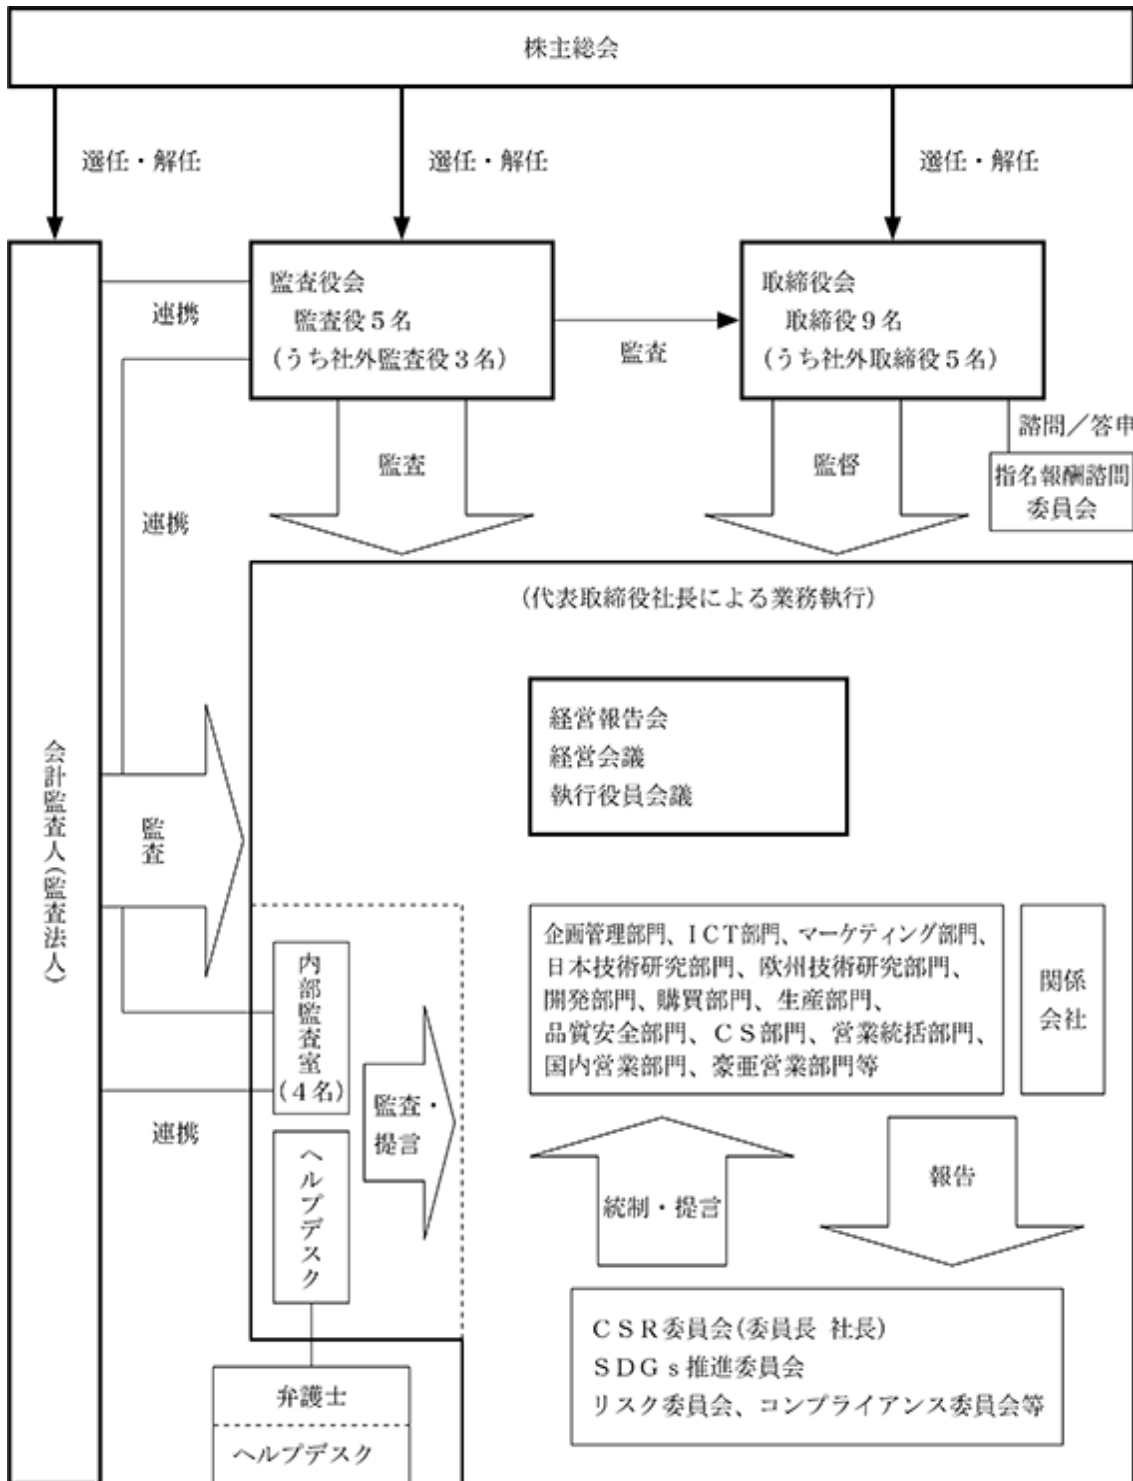 株主総会
選任・解任
選任・解任
選任・解任
監査役会
監査役5名
(うち社外監査役3名)
取締役会
取締役9名
(うち社外取締役5名)
連携
監査
諮問／答申
監査
監督
指名報酬諮問
委員会
連携
(代表取締役社長による業務執行)
経営報告会
経営会議
執行役員会議
会計監査人(監査法人)
監査
企画管理部門、ICT部門、マーケティング部門、
日本技術研究部門、欧州技術研究部門、
開発部門、購買部門、生産部門、
品質安全部門、CS部門、営業統括部門、
国内営業部門、豪亜営業部門等
関係
会社
内部監査室
(4名)
監査・
提言
連携
ヘルプデスク
統制・提言
報告
CSR委員会(委員長 社長)
SDGs推進委員会
リスク委員会、コンプライアンス委員会等
弁護士
ヘルプデスク